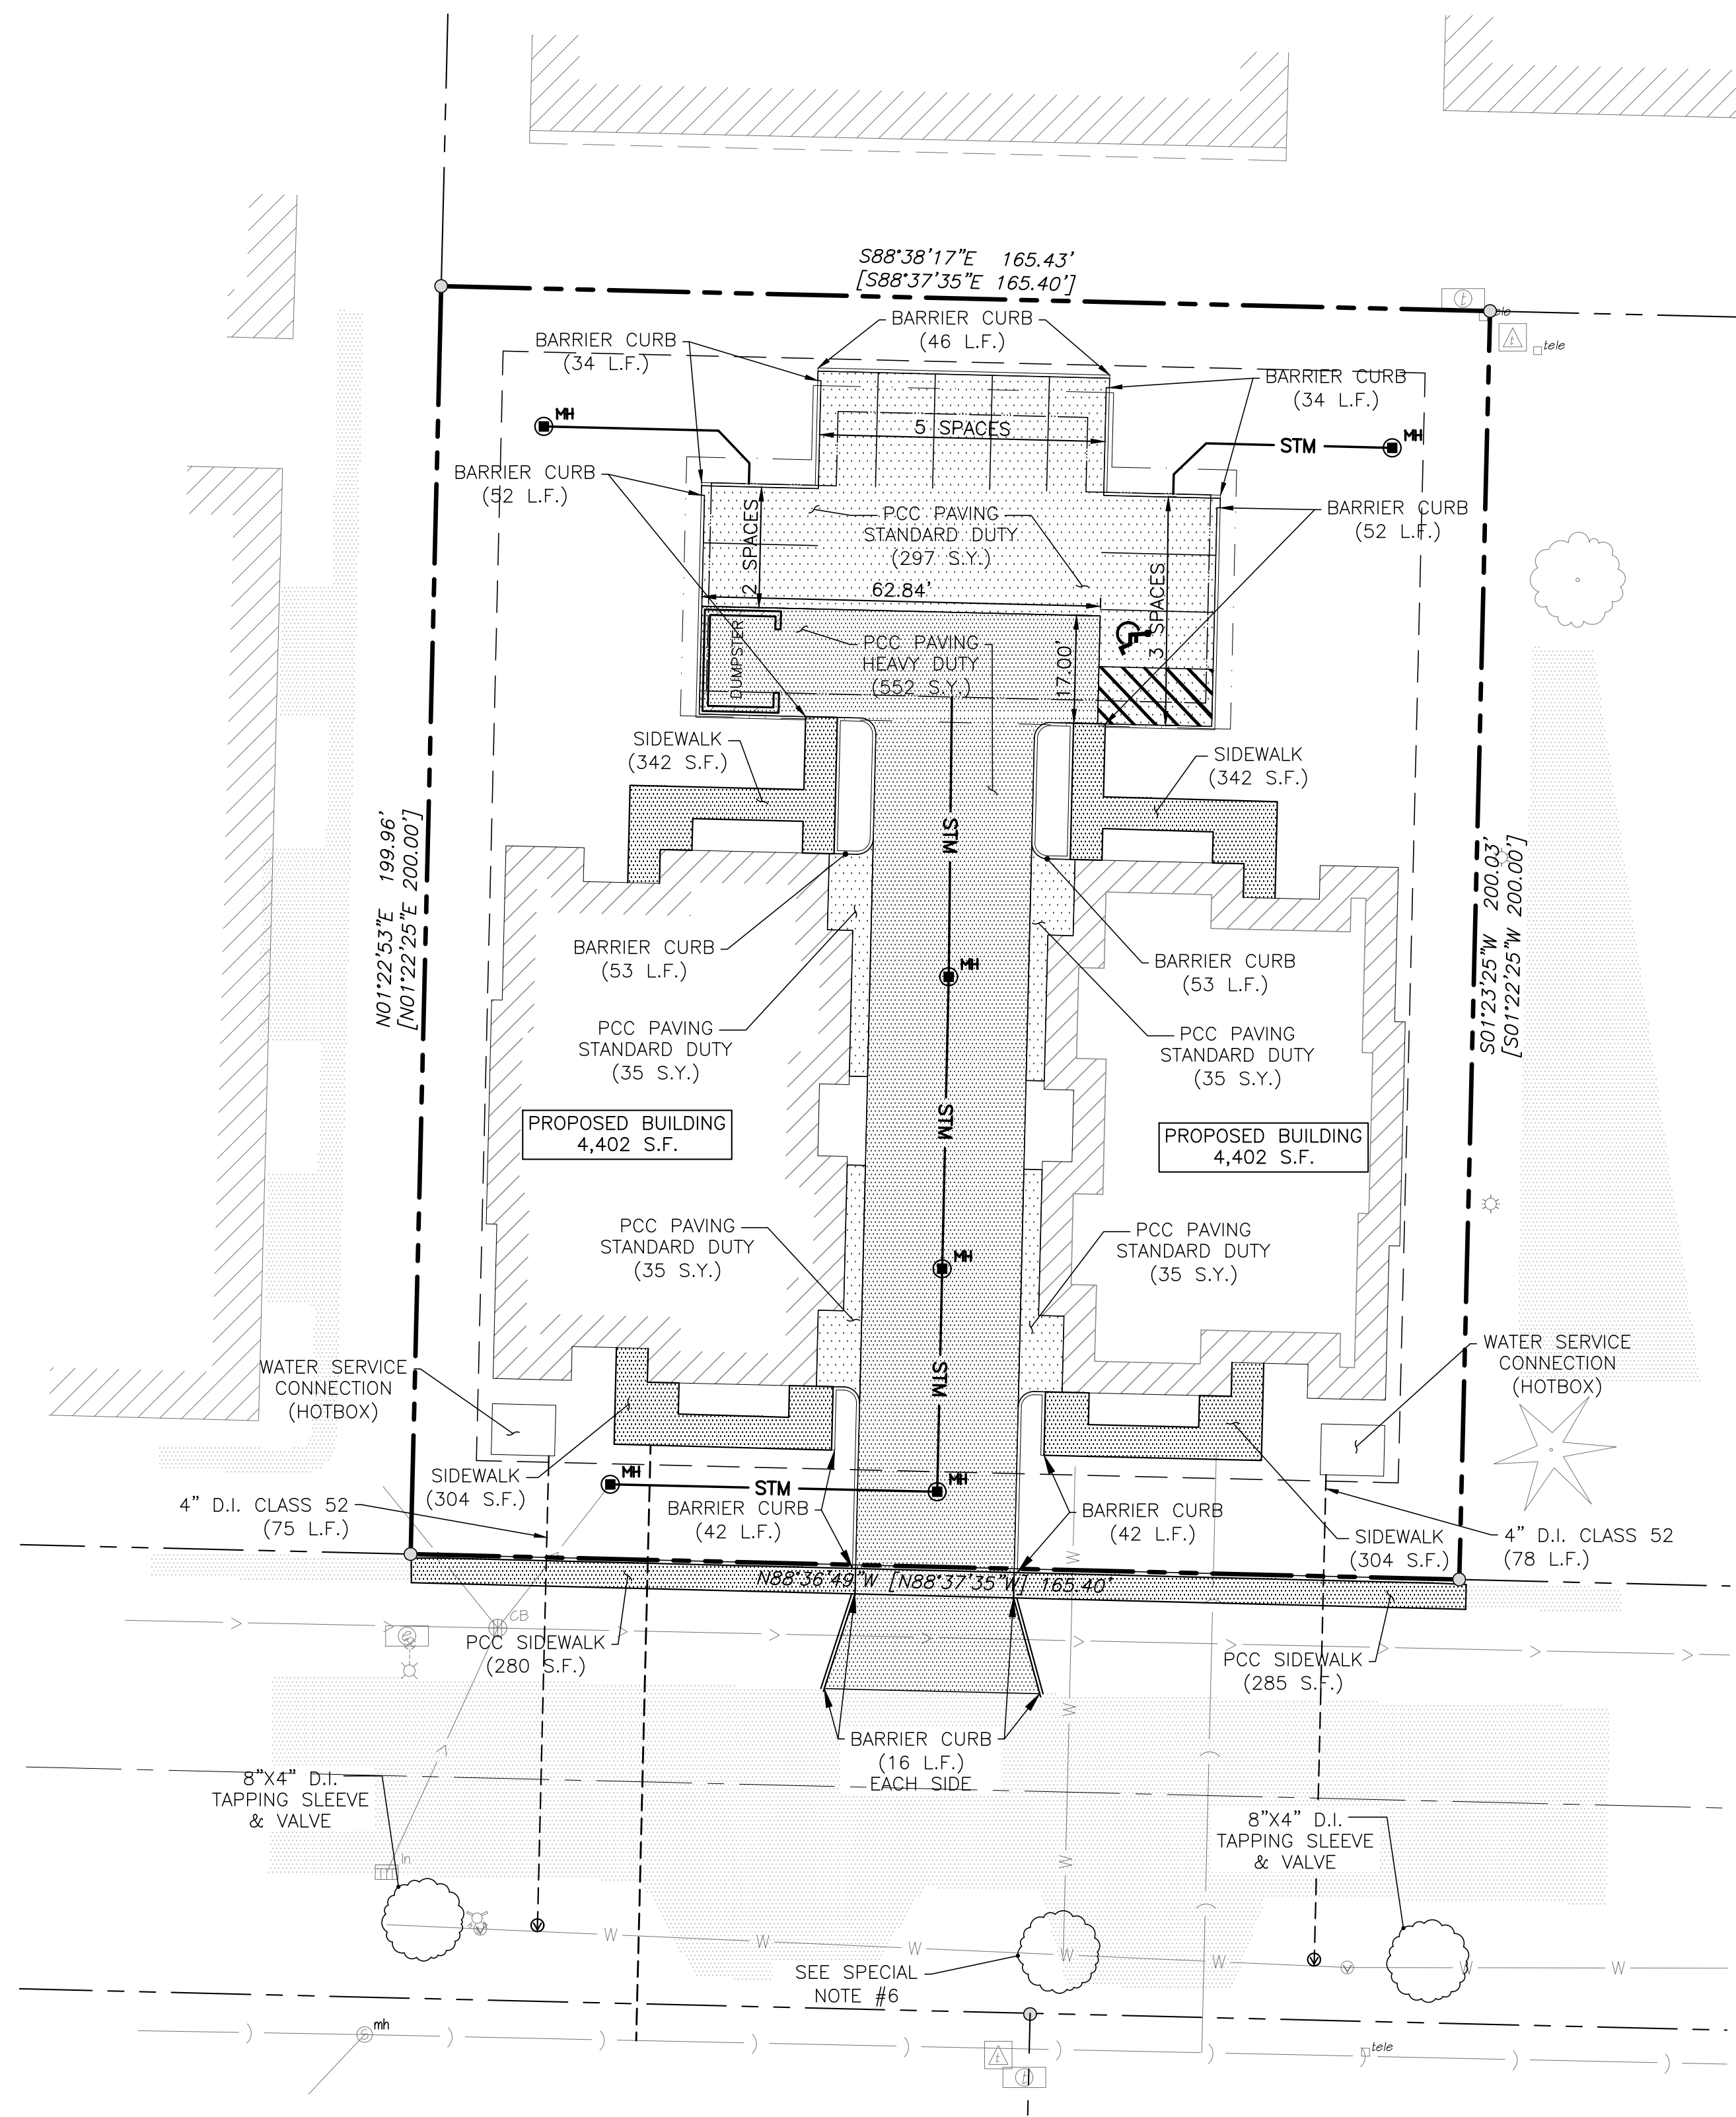 S88°38'17"E 165.43'
[S88°37'35"E 165.40']
t
tele
t
tele
BARRIER CURB
(46 L.F.)
BARRIER CURB
(34 L.F.)
BARRIER CURB
(34 L.F.)
MH
5 SPACES
STM
MH
BARRIER CURB
(52 L.F.)
BARRIER CURB
(52 L.F.)
PCC PAVING
STANDARD DUTY
(297 S.Y.)
2 SPACES
62.84'
3 SPACES
DUMPSTER
PCC PAVING
HEAVY DUTY
(552 S.Y.)
17.00'
SIDEWALK
(342 S.F.)
SIDEWALK
(342 S.F.)
STM
N01°22'53"E 199.96'
[N01°22'25"E 200.00']
S01°23'25"W 200.03'
[S01°22'25"W 200.00']
BARRIER CURB
(53 L.F.)
MH
BARRIER CURB
(53 L.F.)
PCC PAVING
STANDARD DUTY
(35 S.Y.)
PCC PAVING
STANDARD DUTY
(35 S.Y.)
STM
PROPOSED BUILDING
4,402 S.F.
PROPOSED BUILDING
4,402 S.F.
PCC PAVING
STANDARD DUTY
(35 S.Y.)
MH
PCC PAVING
STANDARD DUTY
(35 S.Y.)
STM
WATER SERVICE
CONNECTION
(HOTBOX)
WATER SERVICE
CONNECTION
(HOTBOX)
SIDEWALK
(304 S.F.)
MH
STM
MH
4" D.I. CLASS 52
(75 L.F.)
BARRIER CURB
(42 L.F.)
BARRIER CURB
(42 L.F.)
SIDEWALK
(304 S.F.)
4" D.I. CLASS 52
(78 L.F.)
N88°36'49"W [N88°37'35"W] 165.40'
CB
e
PCC SIDEWALK
(280 S.F.)
PCC SIDEWALK
(285 S.F.)
W
W
W
BARRIER CURB
(16 L.F.)
EACH SIDE
8"X4" D.I.
TAPPING SLEEVE
& VALVE
8"X4" D.I.
TAPPING SLEEVE
& VALVE
in
W W W W W W W
SEE SPECIAL
NOTE #6
S mh
t
tele
t